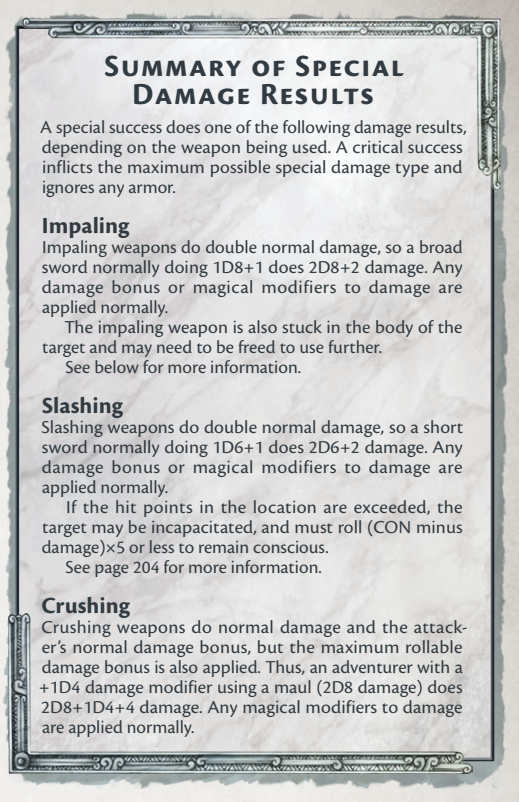 Summary of Special
Damage Results
A special success does one of the following damage results,
depending on the weapon being used. A critical success
inflicts the maximum possible special damage type and
ignores any armor.
Impaling
Impaling weapons do double normal damage, so a broad
sword normally doing 1D8+1 does 2D8+2 damage. Any
damage bonus or magical modifiers to damage are
applied normally.
The impaling weapon is also stuck in the body of the
target and may need to be freed to use further.
See below for more information.
Slashing
Slashing weapons do double normal damage, so a short
sword normally doing 1D6+1 does 2D6+2 damage. Any
damage bonus or magical modifiers to damage are
applied normally.
If the hit points in the location are exceeded, the
target may be incapacitated, and must roll (CON minus
damage)×5 or less to remain conscious.
See page 204 for more information.
Crushing
Crushing weapons do normal damage and the attack-
er's normal damage bonus, but the maximum rollable
damage bonus is also applied. Thus, an adventurer with a
+1D4 damage modifier using a maul (2D8 damage) does
2D8+1D4+4 damage. Any magical modifiers to damage
are applied normally.